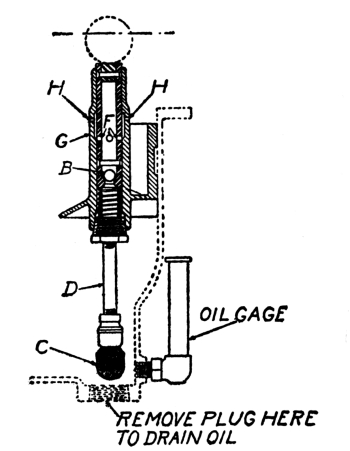 H H
F
G
B
D
OIL GAGE
C
REMOVE PLUG HERE
TO DRAIN OIL